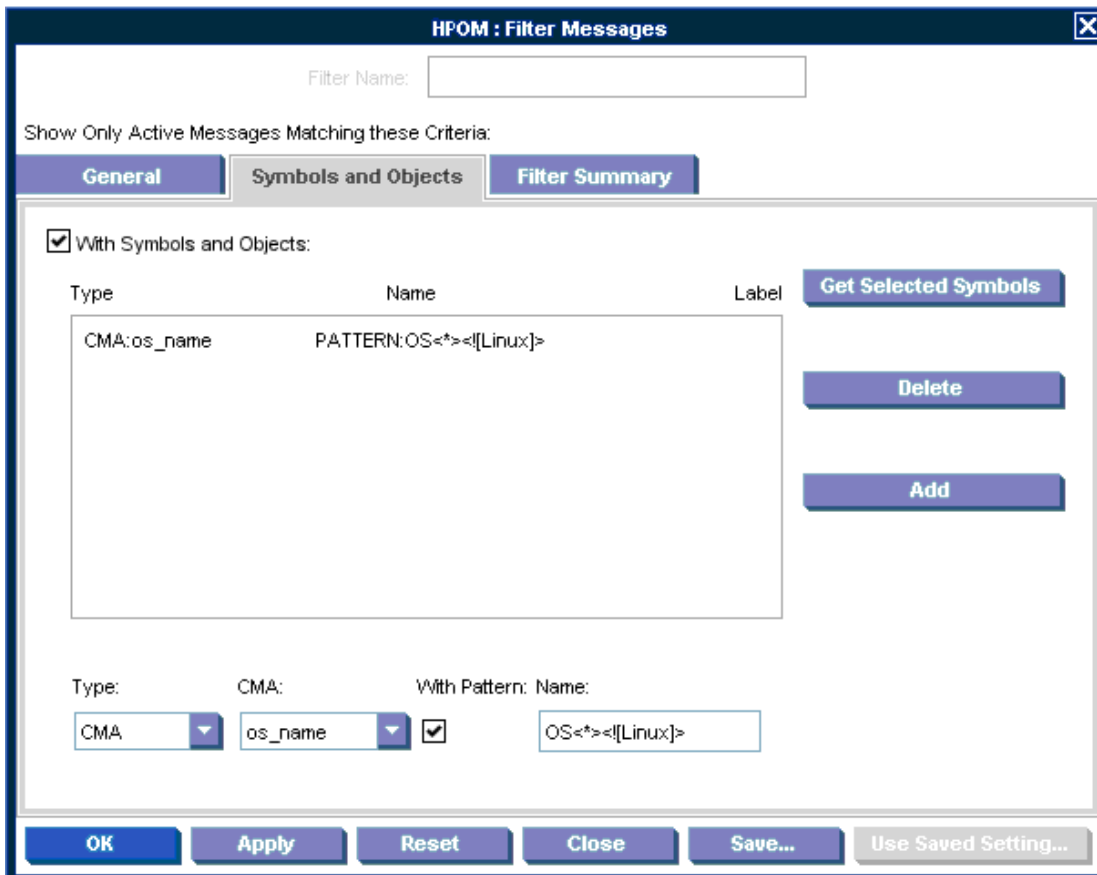 HPOM : Filter Messages
Filter Name:
Show Only Active Messages Matching these Criteria:
General Symbols and Objects Filter Summary
With Symbols and Objects:
Type Name Label
Get Selected Symbols
CMA:os_name PATTERN:OS<*><![Linux]>
Delete
Add
Type: CMA: With Pattern: Name:
CMA os_name OS<*><![Linux]>
OK Apply Reset Close Save... Use Saved Setting...